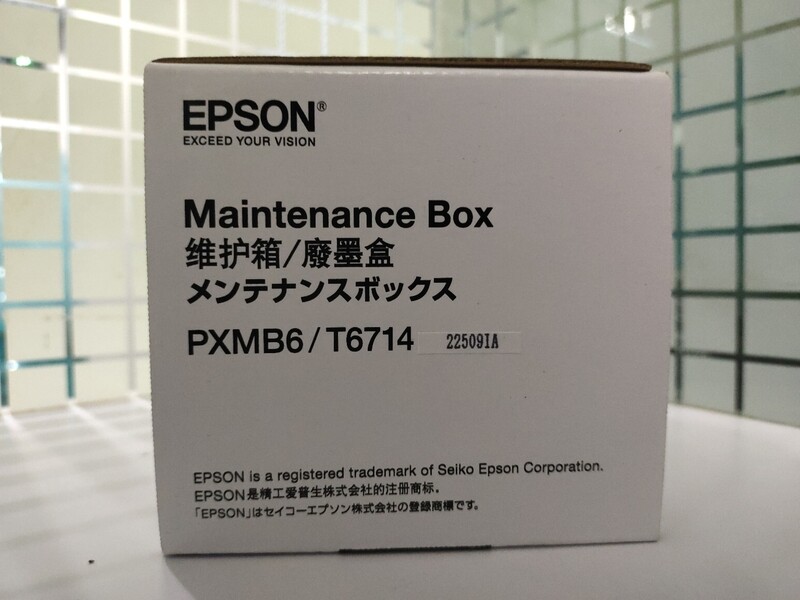 EPSON®
EXCEED YOUR VISION
Maintenance Box
维护箱/廢墨盒
メンテナンスボックス
PXMB6/T6714 22509IA
EPSON is a registered trademark of Seiko Epson Corporation.
EPSON是精工爱普生株式会社的注册商标.
「EPSON」はセイコーエプソン株式会社の登録商標です。